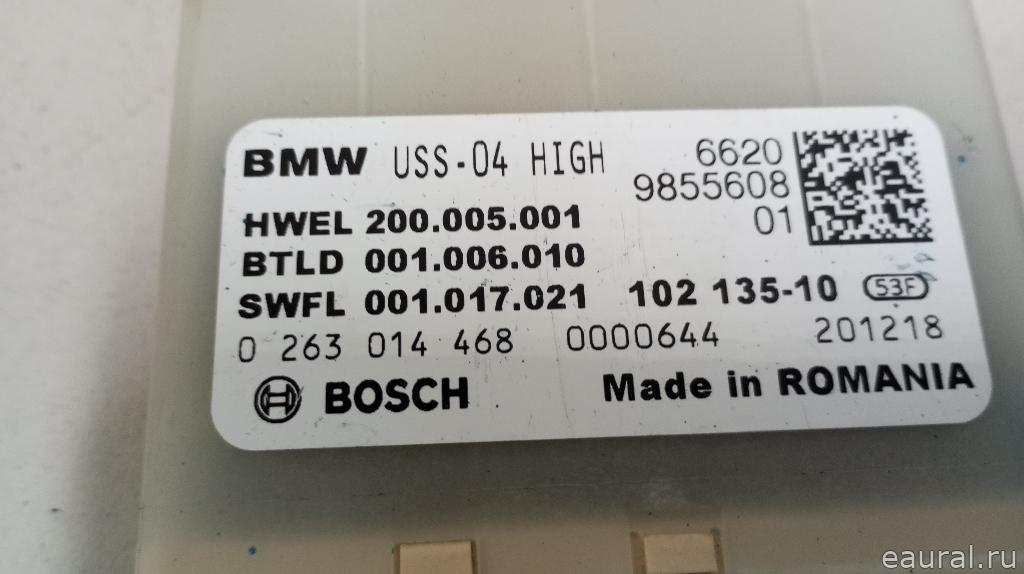 BMW USS-04 HIGH 6620
9855608
01
HWEL 200.005.001
BTLD 001.006.010
SWFL 001.017.021 102 135-10 53F
0 263 014 468 0000644 201218
BOSCH Made in ROMANIA
eaural.ru